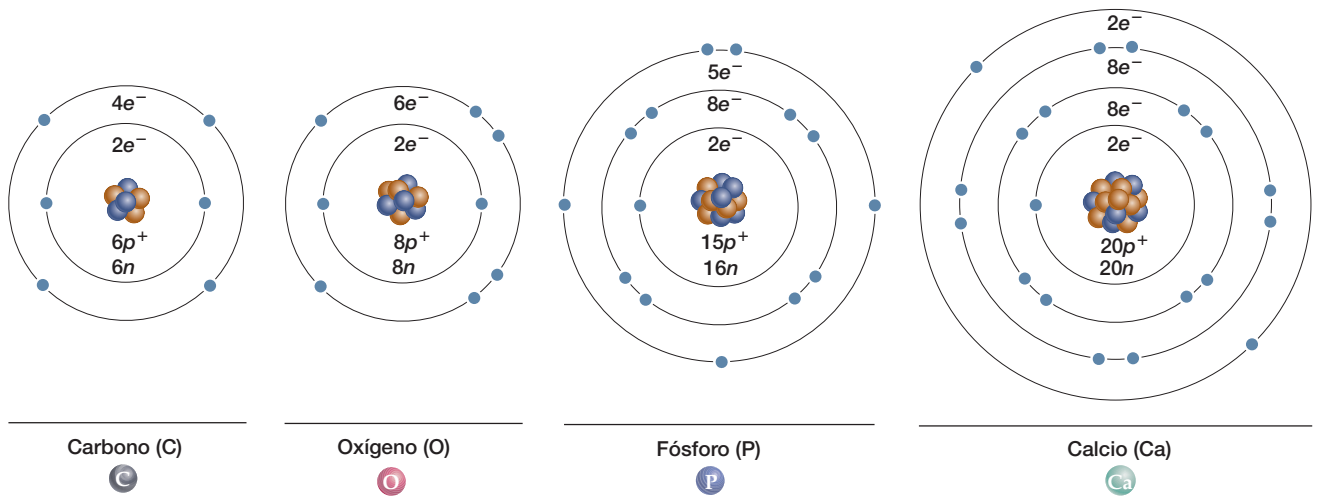 4e⁻
2e⁻
6p⁺
6n
Carbono (C)
C
6e⁻
2e⁻
8p⁺
8n
Oxígeno (O)
O
5e⁻
8e⁻
2e⁻
15p⁺
16n
Fósforo (P)
P
2e⁻
8e⁻
8e⁻
2e⁻
20p⁺
20n
Calcio (Ca)
Ca